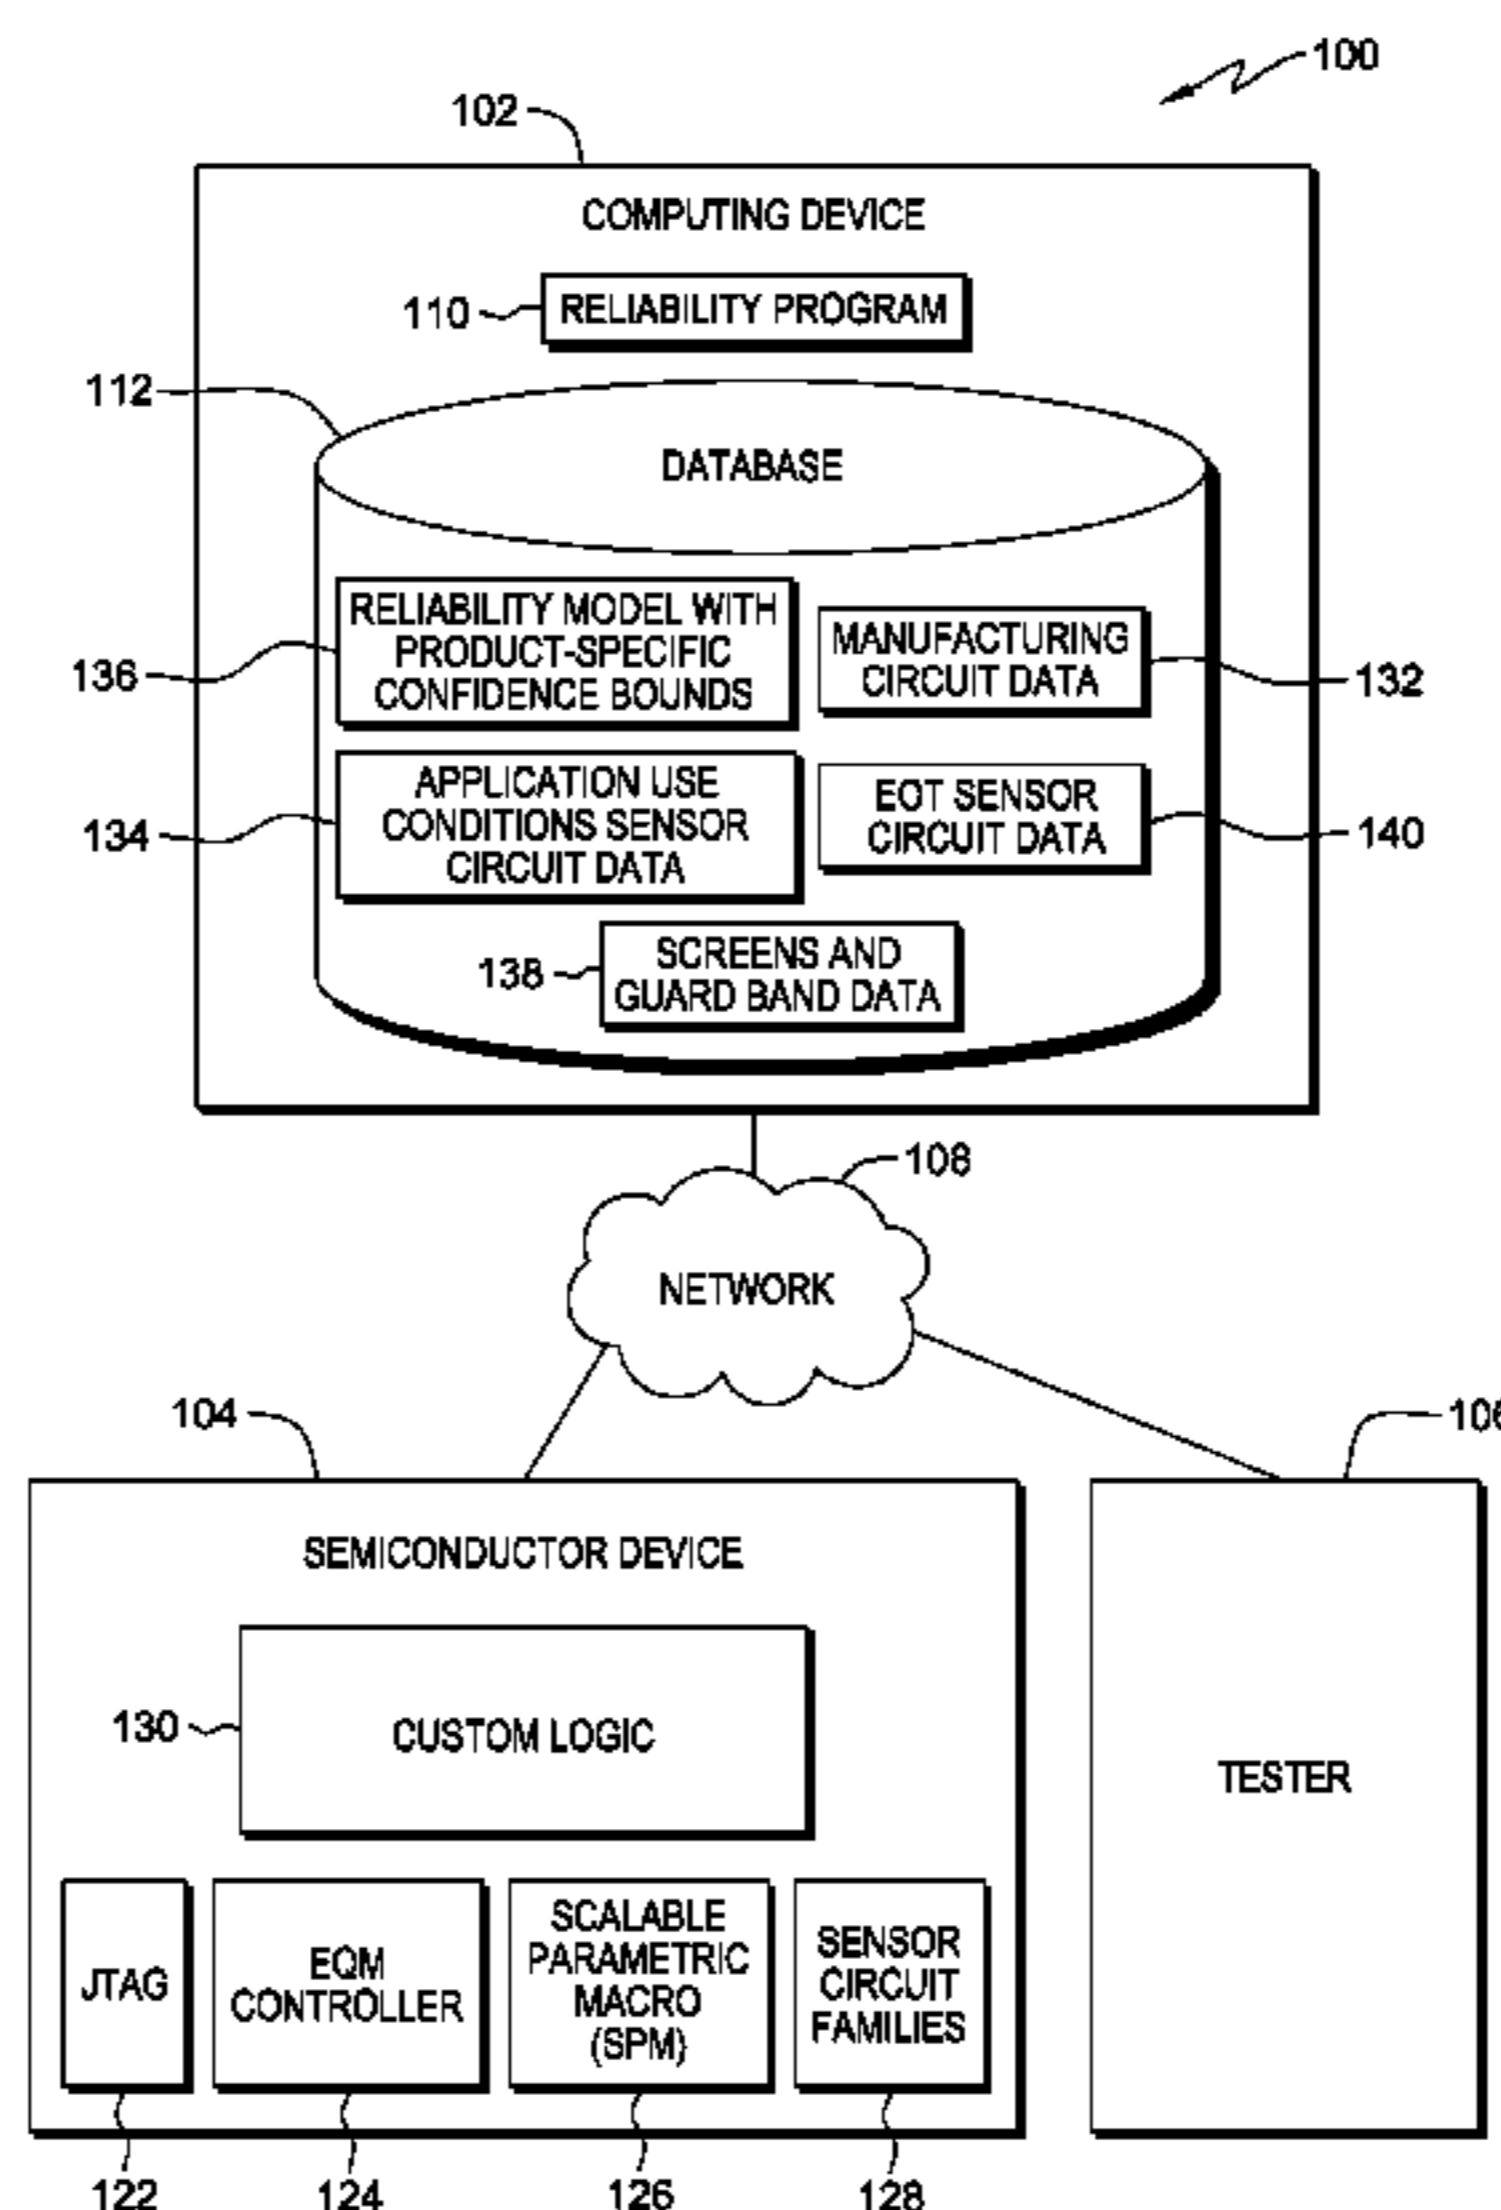 100
102
COMPUTING DEVICE
110
RELIABILITY PROGRAM
112
DATABASE
RELIABILITY MODEL WITH
PRODUCT-SPECIFIC
CONFIDENCE BOUNDS
136
MANUFACTURING
CIRCUIT DATA
132
APPLICATION USE
CONDITIONS SENSOR
CIRCUIT DATA
134
EOT SENSOR
CIRCUIT DATA
140
138
SCREENS AND
GUARD BAND DATA
108
NETWORK
104
106
SEMICONDUCTOR DEVICE
130
CUSTOM LOGIC
TESTER
JTAG
EQM
CONTROLLER
SCALABLE
PARAMETRIC
MACRO
(SPM)
SENSOR
CIRCUIT
FAMILIES
122
124
126
128